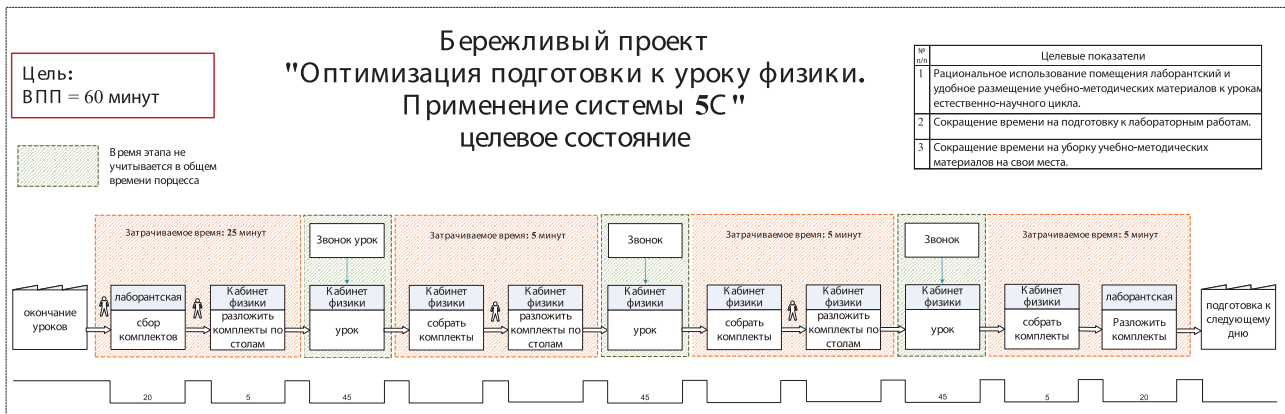 Цель:
ВПП = 60 минут
Бережливый проект
"Оптимизация подготовки к уроку физики.
Применение системы 5С"
целевое состояние
№ п/п
Целевые показатели
1
Рациональное использование помещения лаборантский и
удобное размещение учебно-методических материалов к урокам
естественно-научного цикла.
2
Сокращение времени на подготовку к лабораторным работам.
3
Сокращение времени на уборку учебно-методических
материалов на свои места.
Время этапа не
учитывается в общем
времени порцесса
Затрачиваемое время: 25 минут
Звонок урок
Затрачиваемое время: 5 минут
Звонок
Затрачиваемое время: 5 минут
Звонок
Затрачиваемое время: 5 минут
окончание
уроков
лаборантская
сбор
комплектов
Кабинет
физики
разложить
комплекты по
столам
Кабинет
физики
урок
Кабинет
физики
собрать
комплекты
Кабинет
физики
разложить
комплекты по
столам
Кабинет
физики
урок
Кабинет
физики
собрать
комплекты
Кабинет
физики
разложить
комплекты по
столам
Кабинет
физики
урок
Кабинет
физики
собрать
комплекты
лаборантская
Разложить
комплекты
подготовка к
следующему
дню
20
5
45
45
45
5
20